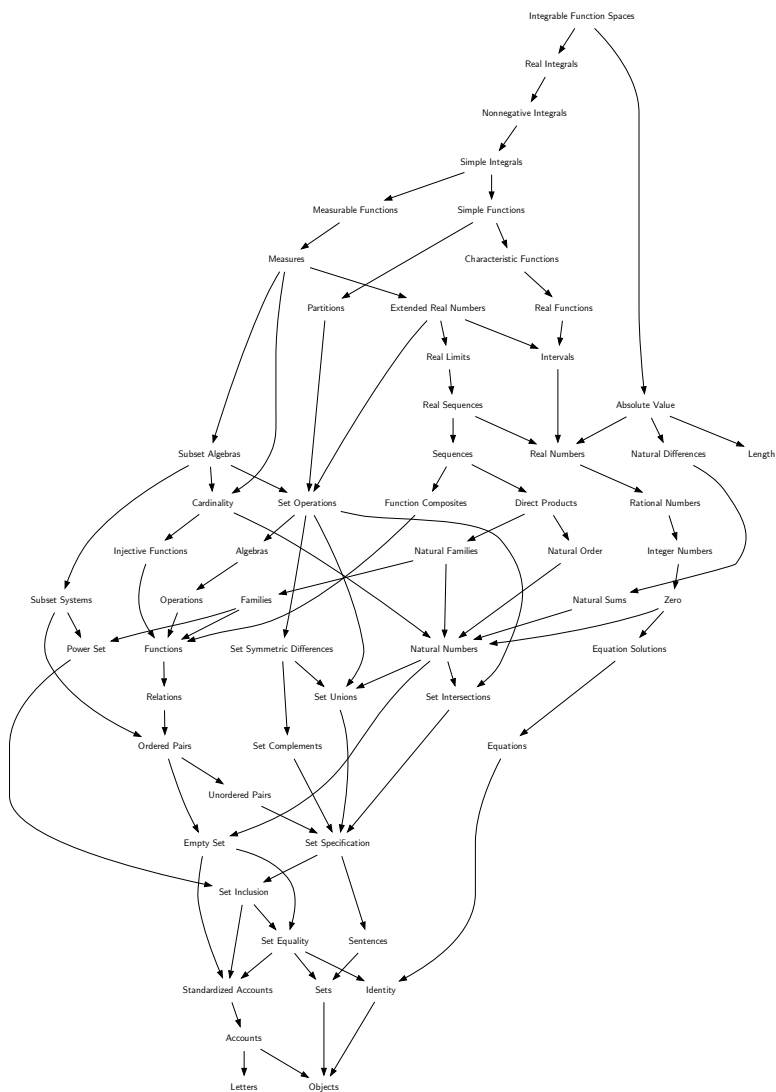 Integrable Function Spaces
Real Integrals
Nonnegative Integrals
Simple Integrals
Measurable Functions
Simple Functions
Measures
Characteristic Functions
Partitions
Extended Real Numbers
Real Functions
Real Limits
Intervals
Real Sequences
Absolute Value
Subset Algebras
Sequences
Real Numbers
Natural Differences
Length
Cardinality
Set Operations
Function Composites
Direct Products
Rational Numbers
Injective Functions
Algebras
Natural Families
Natural Order
Integer Numbers
Subset Systems
Operations
Families
Natural Sums
Zero
Power Set
Functions
Set Symmetric Differences
Natural Numbers
Equation Solutions
Relations
Set Unions
Set Intersections
Ordered Pairs
Set Complements
Equations
Unordered Pairs
Empty Set
Set Specification
Set Inclusion
Set Equality
Sentences
Standardized Accounts
Sets
Identity
Accounts
Letters
Objects